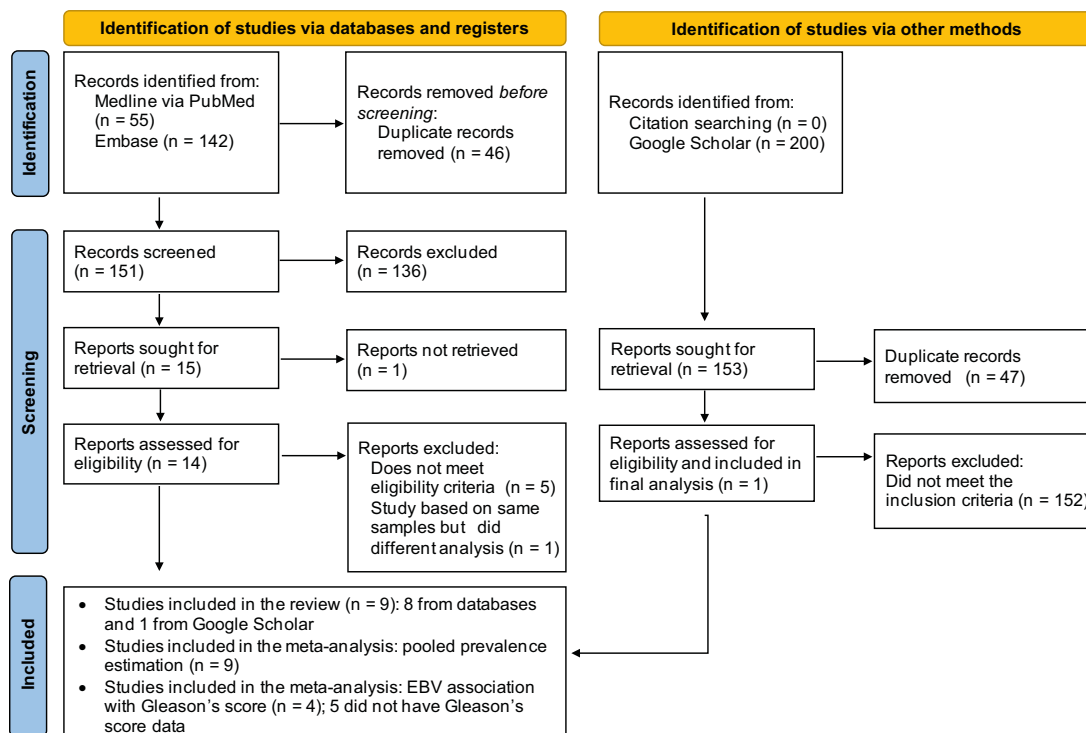 Identification of studies via databases and registers
Identification of studies via other methods
Identification
Records identified from:
Medline via PubMed
(n = 55)
Embase (n = 142)
Records removed before
screening:
Duplicate records
removed (n = 46)
Records identified from:
Citation searching (n = 0)
Google Scholar (n = 200)
Screening
Records screened
(n = 151)
Records excluded
(n = 136)
Reports sought for
retrieval (n = 15)
Reports not retrieved
(n = 1)
Reports sought for
retrieval (n = 153)
Duplicate records
removed (n = 47)
Reports assessed for
eligibility (n = 14)
Reports excluded:
Does not meet
eligibility criteria (n = 5)
Study based on same
samples but did
different analysis (n = 1)
Reports assessed for
eligibility and included in
final analysis (n = 1)
Reports excluded:
Did not meet the
inclusion criteria (n = 152)
Included
• Studies included in the review (n = 9): 8 from databases
and 1 from Google Scholar
• Studies included in the meta-analysis: pooled prevalence
estimation (n = 9)
• Studies included in the meta-analysis: EBV association
with Gleason's score (n = 4); 5 did not have Gleason's
score data